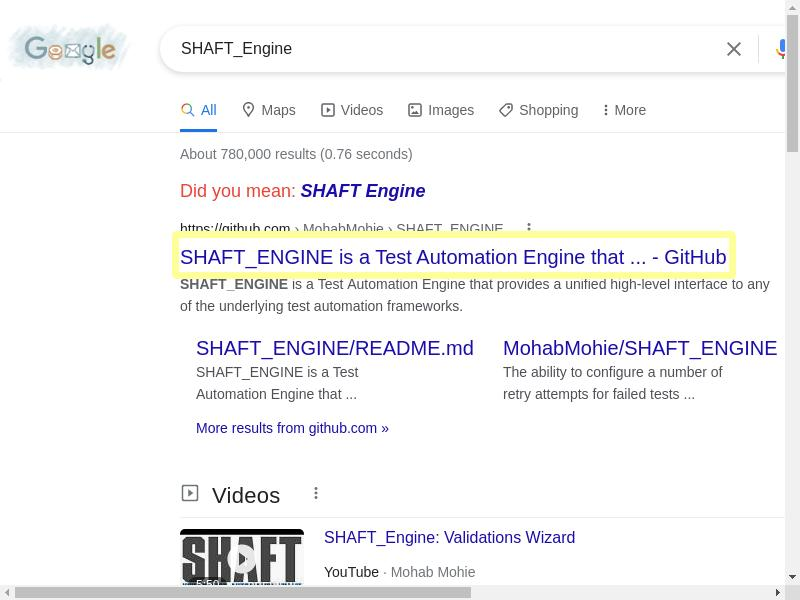 Google
SHAFT_Engine
All Maps Videos Images Shopping More
About 780,000 results (0.76 seconds)
Did you mean: SHAFT Engine
https://github.com › MohabMohie › SHAFT_ENGINE
SHAFT_ENGINE is a Test Automation Engine that ... - GitHub
SHAFT_ENGINE is a Test Automation Engine that provides a unified high-level interface to any
of the underlying test automation frameworks.
SHAFT_ENGINE/README.md
SHAFT_ENGINE is a Test
Automation Engine that ...
MohabMohie/SHAFT_ENGINE
The ability to configure a number of
retry attempts for failed tests ...
More results from github.com »
Videos
SHAFT
5:50
SHAFT_Engine: Validations Wizard
YouTube · Mohab Mohie